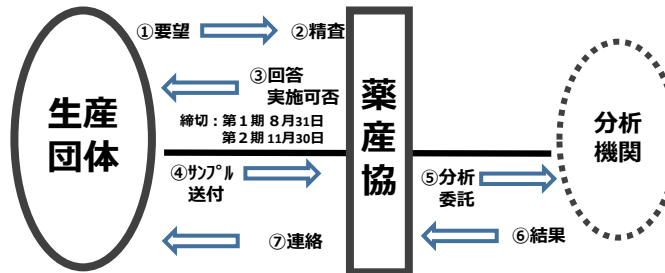 ①要望
②精査
③回答
実施可否
締切：第１期 ８月31日
第２期 11月30日
生産
団体
薬
産
協
分析
機関
④ｻﾝﾌﾟﾙ
送付
⑤分析
委託
⑥結果
⑦連絡